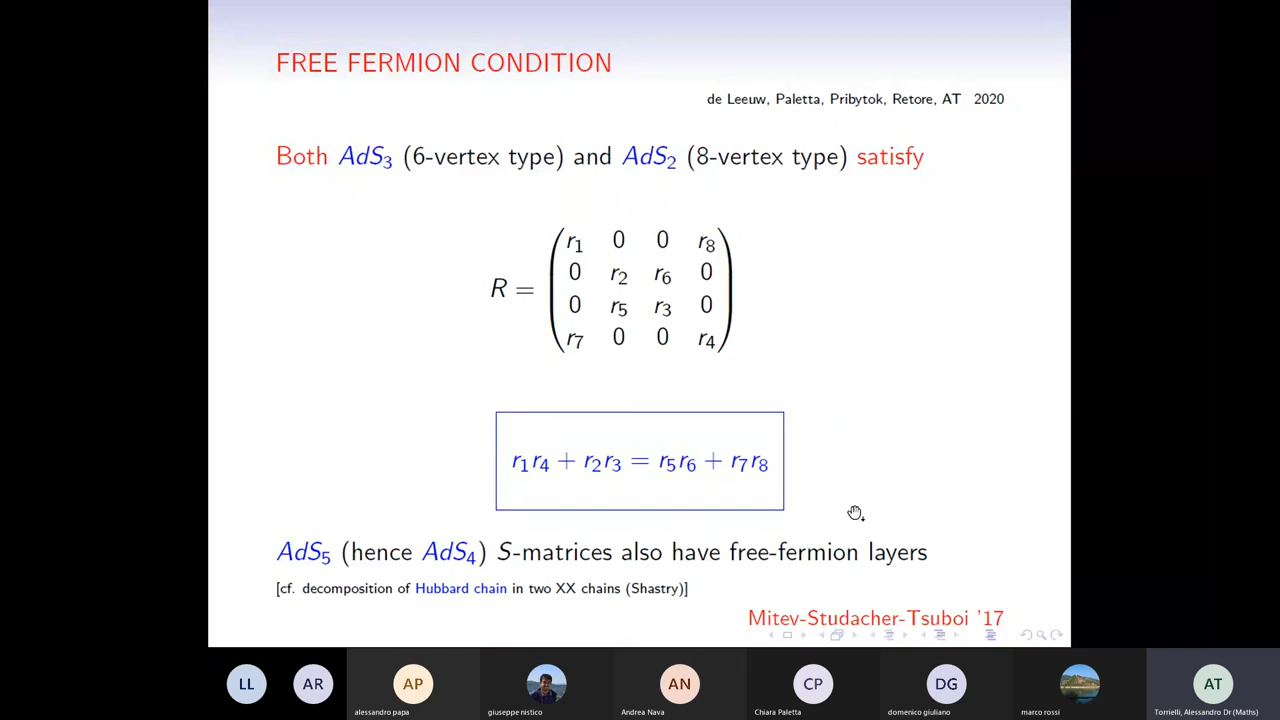 FREE FERMION CONDITION
de Leeuw, Paletta, Pribytok, Retore, AT 2020
Both AdS₃ (6-vertex type) and AdS₂ (8-vertex type) satisfy
R =
r₁ 0 0 r₈
0 r₂ r₆ 0
0 r₅ r₃ 0
r₇ 0 0 r₄
r₁r₄ + r₂r₃ = r₅r₆ + r₇r₈
AdS₅ (hence AdS₄) S-matrices also have free-fermion layers
[cf. decomposition of Hubbard chain in two XX chains (Shastry)]
Mitev-Studacher-Tsuboi '17
LL AR AP AN CP DG AT
alessandro papa giuseppe nistico Andrea Nava Chiara Paletta domenico giuliano marco rossi Torrielli, Alessandro Dr (Maths)